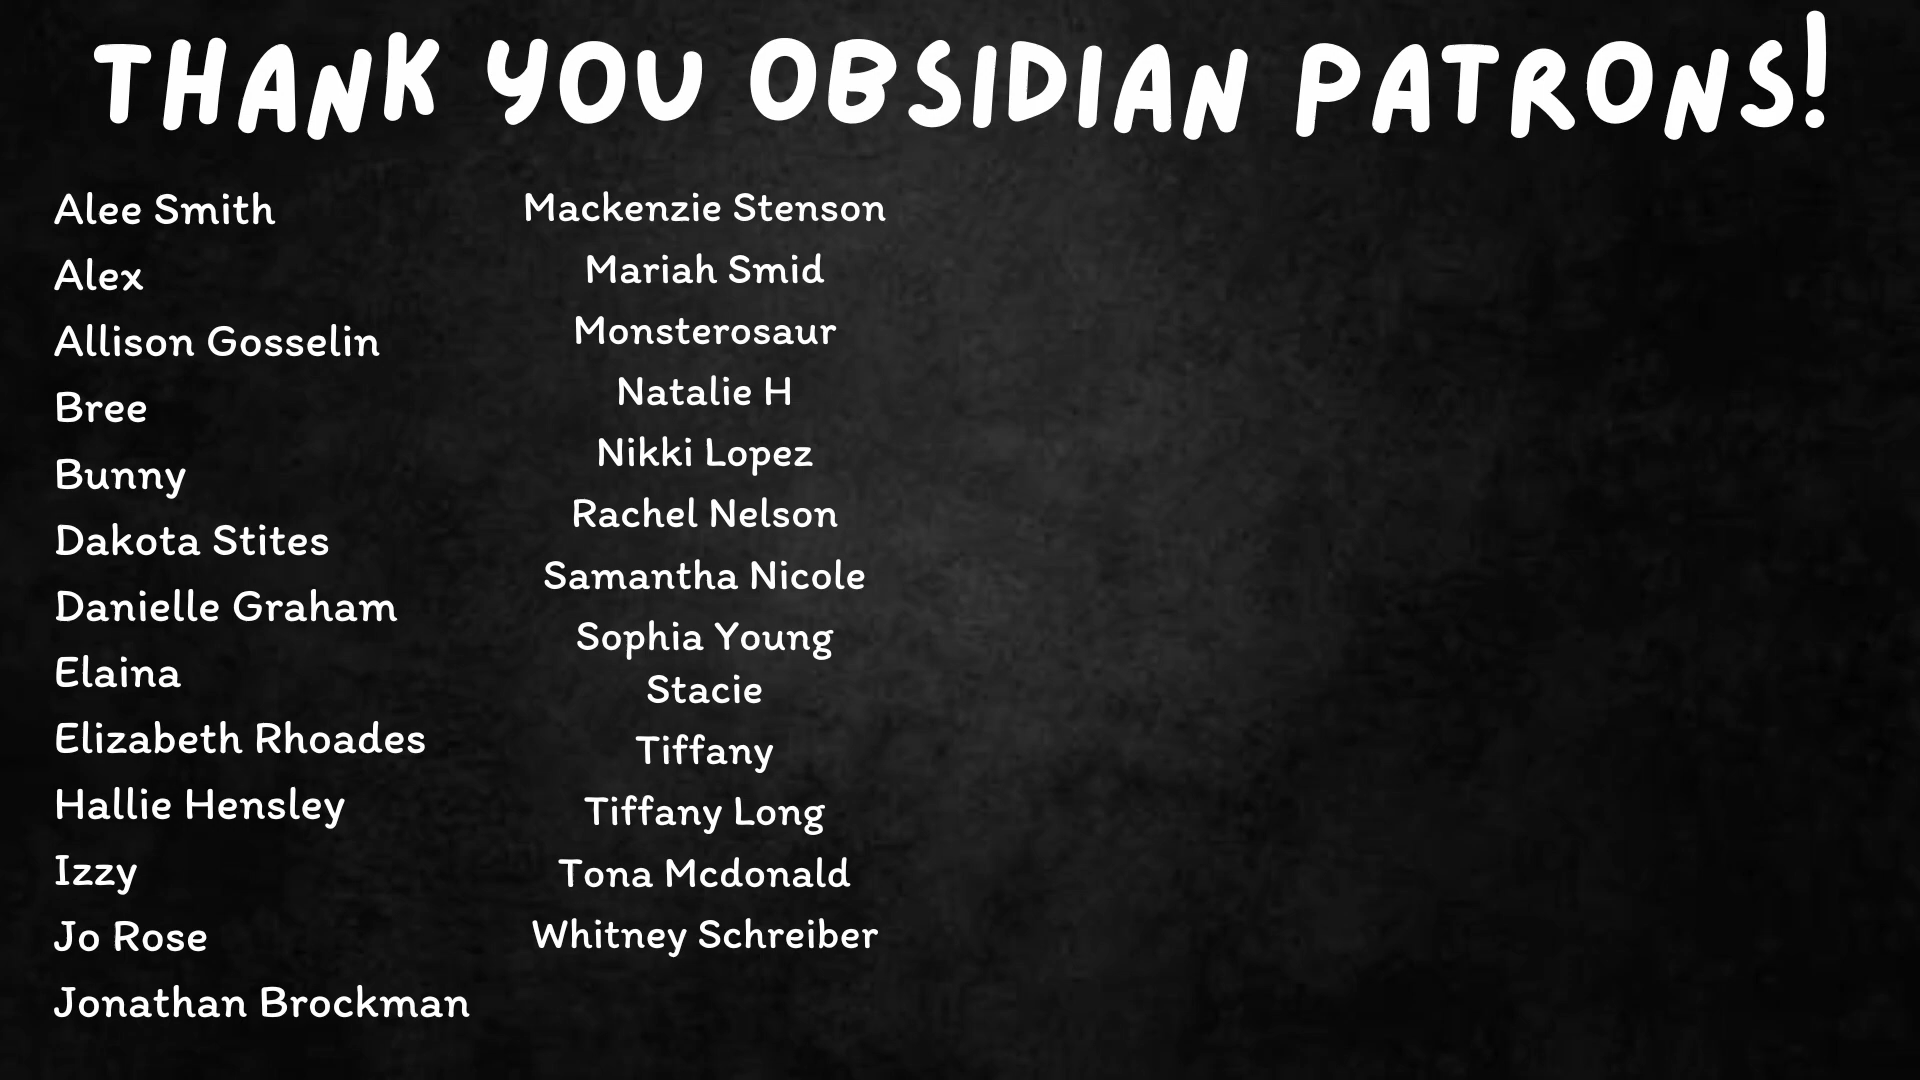 THANK YOU OBSIDIAN PATRONS!
Alee Smith
Alex
Allison Gosselin
Bree
Bunny
Dakota Stites
Danielle Graham
Elaina
Elizabeth Rhoades
Hallie Hensley
Izzy
Jo Rose
Jonathan Brockman
Mackenzie Stenson
Mariah Smid
Monsterosaur
Natalie H
Nikki Lopez
Rachel Nelson
Samantha Nicole
Sophia Young
Stacie
Tiffany
Tiffany Long
Tona Mcdonald
Whitney Schreiber